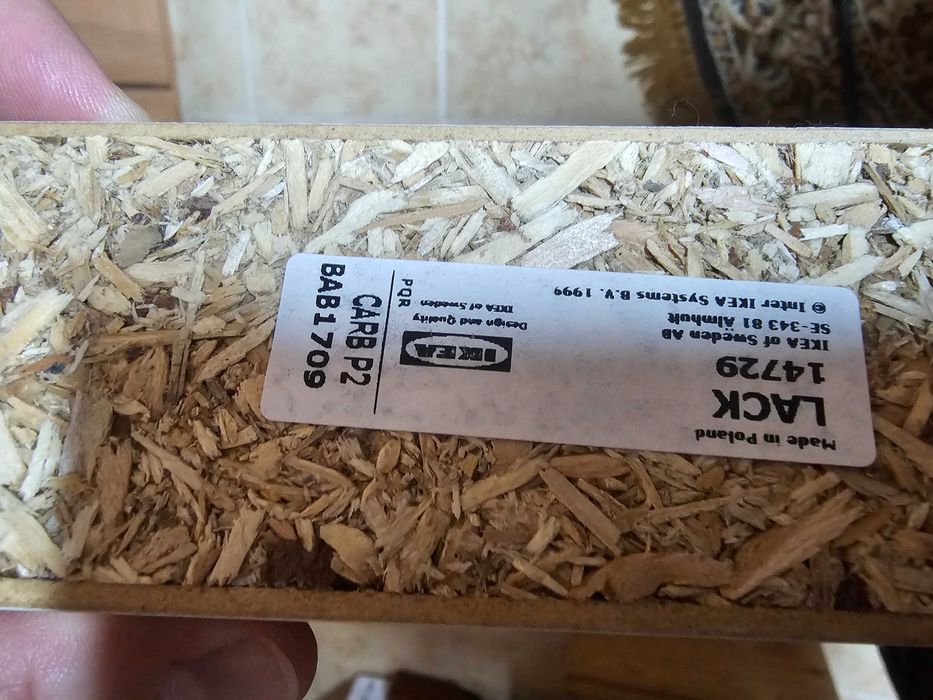 Made in Poland
LACK
14729
IKEA of Sweden AB
SE-343 81 Älmhult
© Inter IKEA Systems B.V. 1999
IKEA
Design and Quality
IKEA of Sweden
PQR
CARB P2
BAB1709